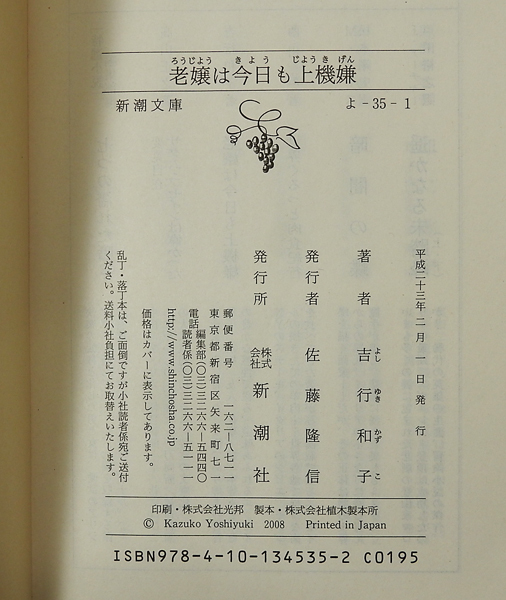 ろうじょう きょう じょうきげん
老嬢は今日も上機嫌
新潮文庫 よ-35-1
平成二十三年二月一日発行
著者 吉行和子
よし ゆき かず こ
発行者 佐藤隆信
発行所 株式会社 新潮社
郵便番号 一六二―八七一一
東京都新宿区矢来町七一
電話 編集部(〇三)三二六六―五四四〇
読者係(〇三)三二六六―五一一一
http://www.shinchosha.co.jp
価格はカバーに表示してあります。
乱丁・落丁本は、ご面倒ですが小社読者係宛ご送付
ください。送料小社負担にてお取替えいたします。
印刷・株式会社光邦 製本・株式会社植木製本所
© Kazuko Yoshiyuki 2008 Printed in Japan
ISBN978-4-10-134535-2 C0195